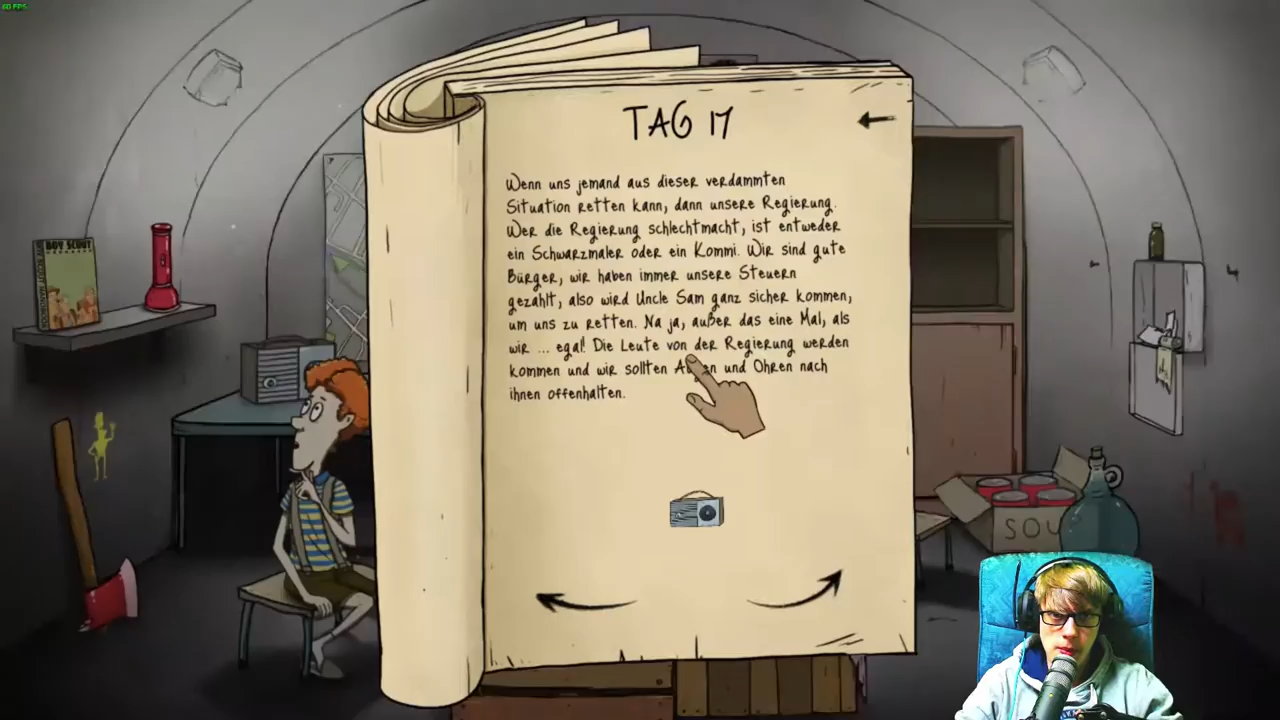 60 FPS
TAG 17
Wenn uns jemand aus dieser verdammten
Situation retten kann, dann unsere Regierung.
Wer die Regierung schlechtmacht, ist entweder
ein Schwarzmaler oder ein Kommi. Wir sind gute
Bürger, wir haben immer unsere Steuern
gezahlt, also wird Uncle Sam ganz sicher kommen,
um uns zu retten. Na ja, außer das eine Mal, als
wir ... egal! Die Leute von der Regierung werden
kommen und wir sollten und Ohren nach
ihnen offenhalten.
BOY SCOUT
SOU